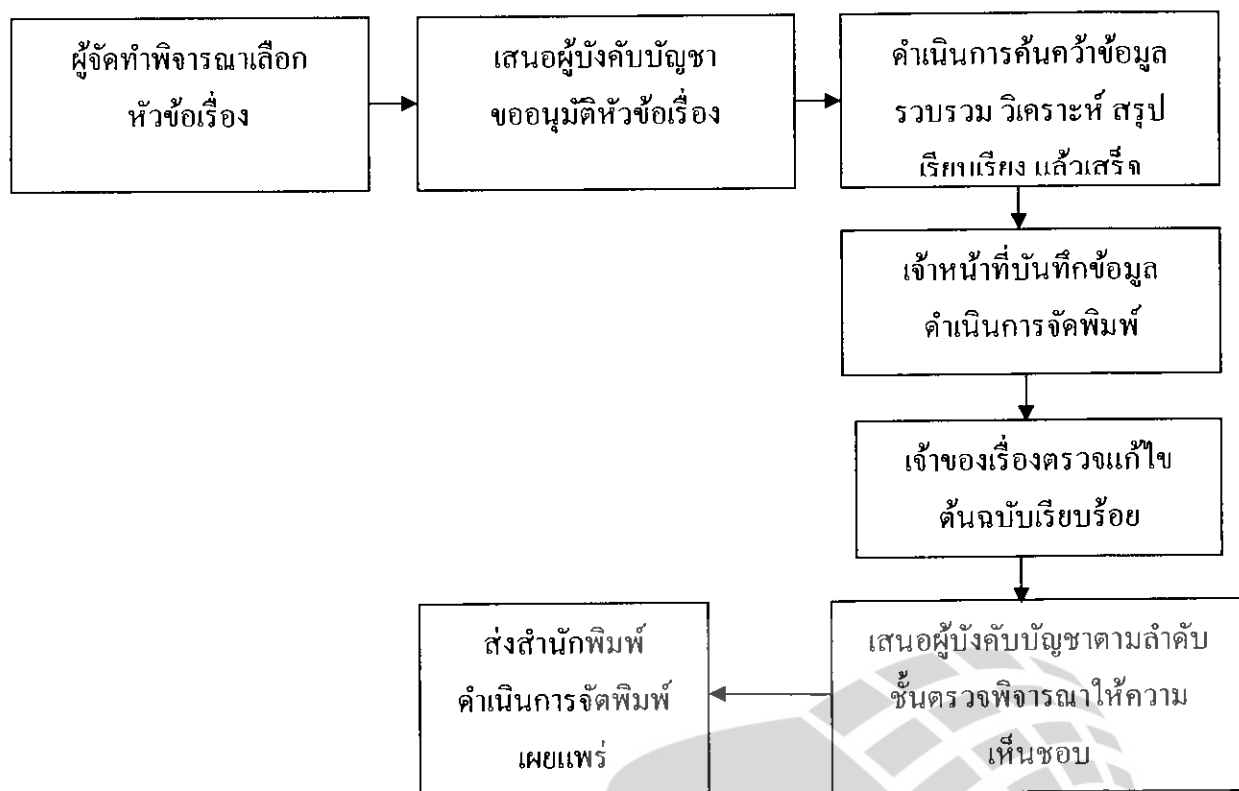 ผู้จัดทำพิจารณาเลือก
หัวข้อเรื่อง
เสนอผู้บังคับบัญชา
ขออนุมัติหัวข้อเรื่อง
ดำเนินการค้นคว้าข้อมูล
รวบรวม วิเคราะห์ สรุป
เรียบเรียง แล้วเสร็จ
เจ้าหน้าที่บันทึกข้อมูล
ดำเนินการจัดพิมพ์
เจ้าของเรื่องตรวจแก้ไข
ต้นฉบับเรียบร้อย
เสนอผู้บังคับบัญชาตามลำดับ
ชั้นตรวจพิจารณาให้ความ
เห็นชอบ
ส่งสำนักพิมพ์
ดำเนินการจัดพิมพ์
เผยแพร่